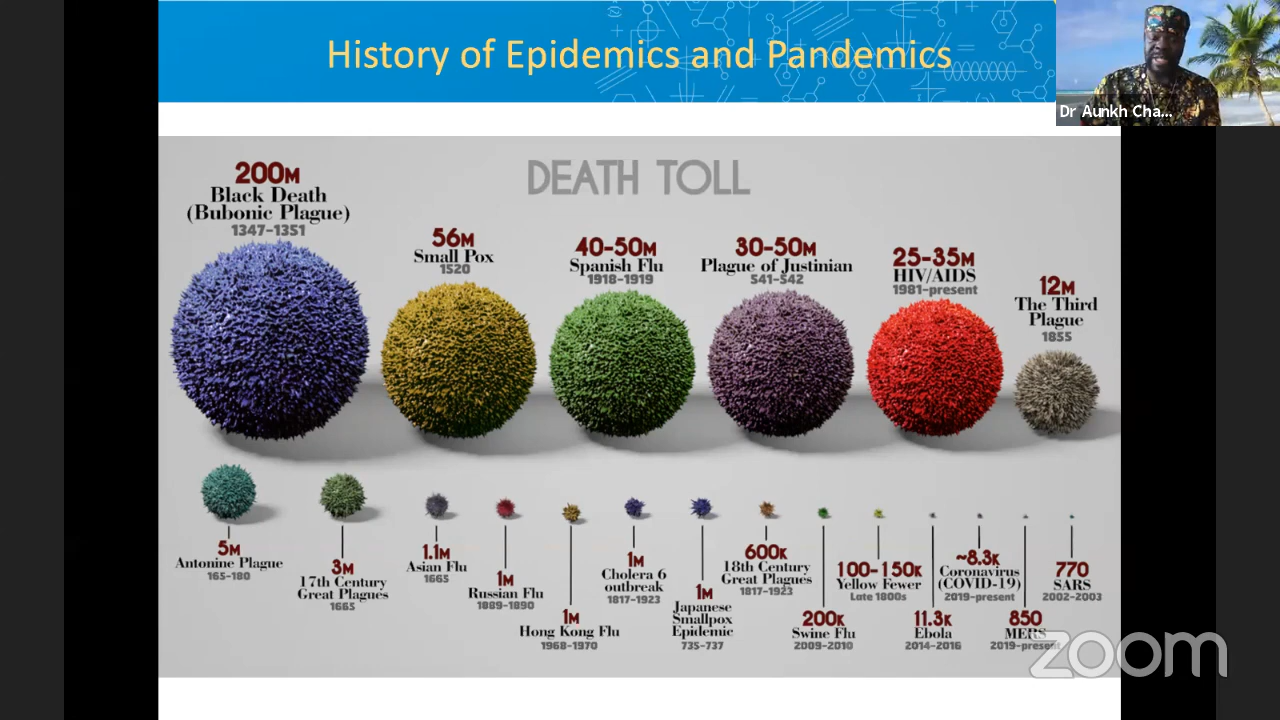 History of Epidemics and Pandemics
Dr Aunkh Cha...
DEATH TOLL
200M
Black Death
(Bubonic Plague)
1347-1351
56M
Small Pox
1520
40-50M
Spanish Flu
1918-1919
30-50M
Plague of Justinian
541-542
25-35M
HIV/AIDS
1981-present
12M
The Third
Plague
1855
5M
Antonine Plague
165-180
3M
17th Century
Great Plagues
1665
1.1M
Asian Flu
1665
1M
Russian Flu
1889-1890
1M
Hong Kong Flu
1968-1970
1M
Cholera 6
outbreak
1817-1923
1M
Japanese
Smallpox
Epidemic
735-737
600K
18th Century
Great Plagues
1817-1923
200K
Swine Flu
2009-2010
100-150K
Yellow Fewer
Late 1800s
11.3K
Ebola
2014-2016
~8.3K
Coronavirus
(COVID-19)
2019-present
850
MERS
2019-present
770
SARS
2002-2003
zoom